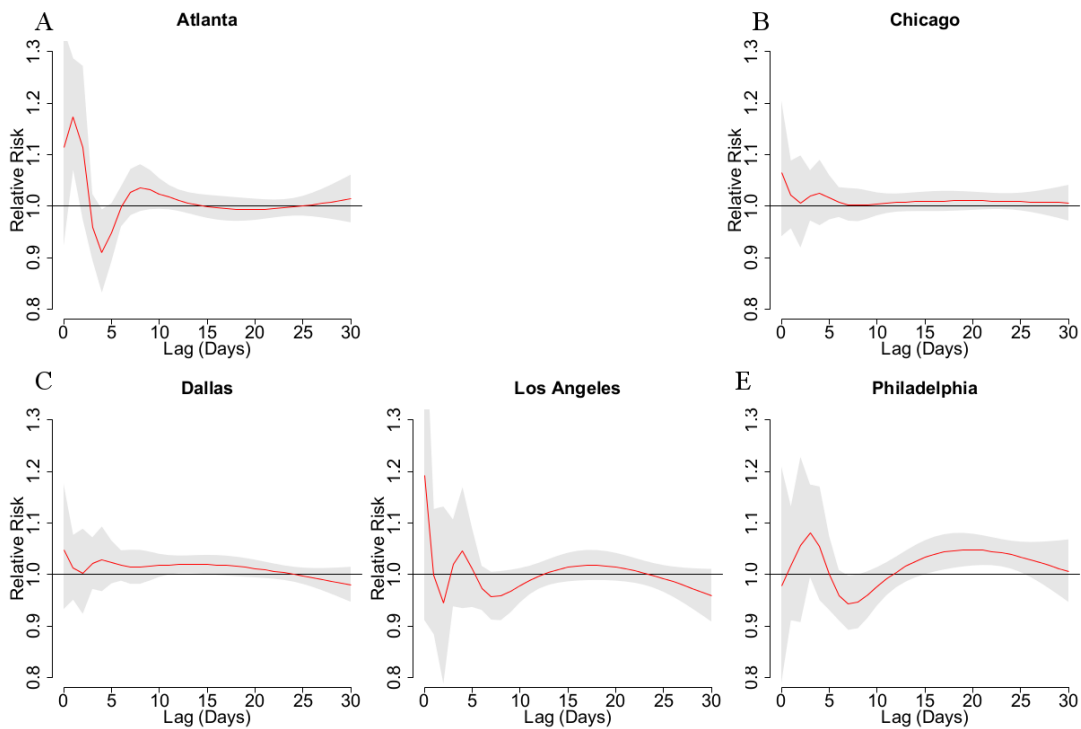 A
Atlanta
1.3
1.2
1.1
1.0
0.9
0.8
Relative Risk
0 5 10 15 20 25 30
Lag (Days)
B
Chicago
1.3
1.2
1.1
1.0
0.9
0.8
Relative Risk
0 5 10 15 20 25 30
Lag (Days)
C
Dallas
1.3
1.2
1.1
1.0
0.9
0.8
Relative Risk
0 5 10 15 20 25 30
Lag (Days)
Los Angeles
1.3
1.2
1.1
1.0
0.9
0.8
Relative Risk
0 5 10 15 20 25 30
Lag (Days)
E
Philadelphia
1.3
1.2
1.1
1.0
0.9
0.8
Relative Risk
0 5 10 15 20 25 30
Lag (Days)